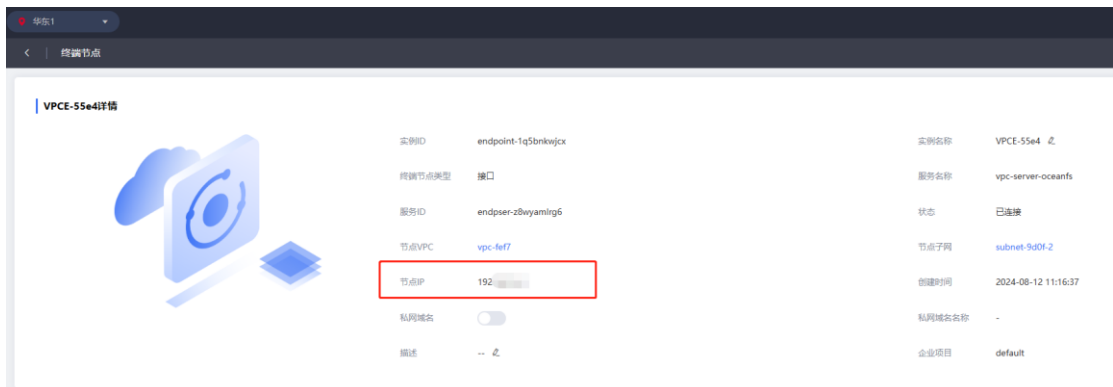 华东1
终端节点
VPCE-55e4详情
实例ID endpoint-1q5bnkwjcx 实例名称 VPCE-55e4
终端节点类型 接口 服务名称 vpc-server-oceanfs
服务ID endpser-z8wyamlrg6 状态 已连接
节点VPC vpc-fef7 节点子网 subnet-9d0f-2
节点IP 192 创建时间 2024-08-12 11:16:37
私网域名 私网域名名称 -
描述 -- 企业项目 default